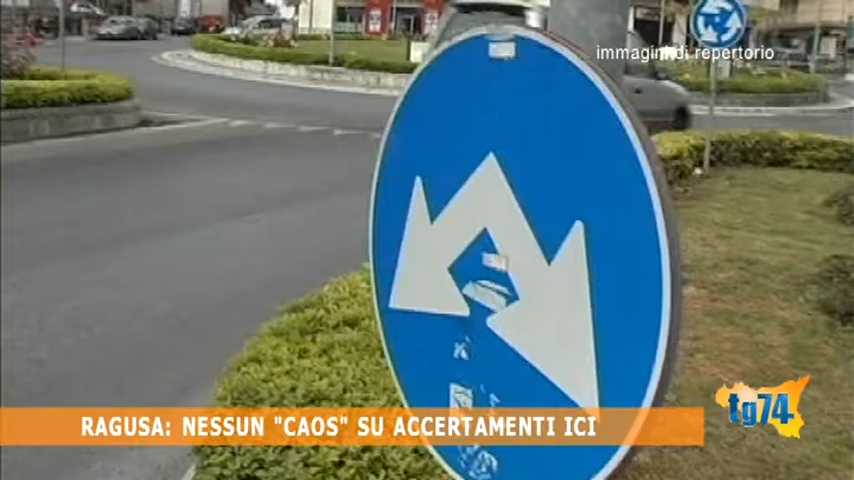 immagini di repertorio
RAGUSA: NESSUN "CAOS" SU ACCERTAMENTI ICI
tg74